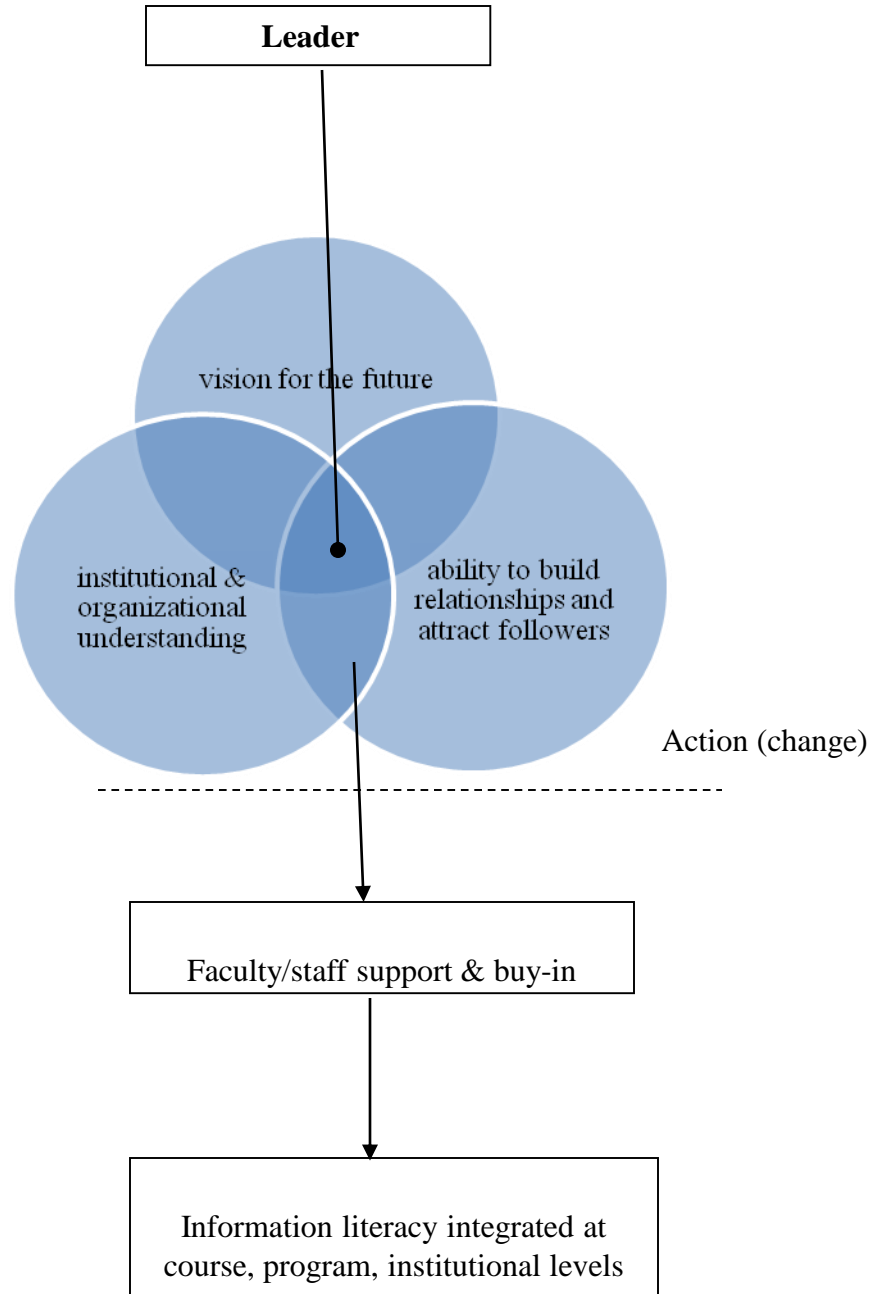 Leader
vision for the future
institutional &
organizational
understanding
ability to build
relationships and
attract followers
Action (change)
Faculty/staff support & buy-in
Information literacy integrated at
course, program, institutional levels